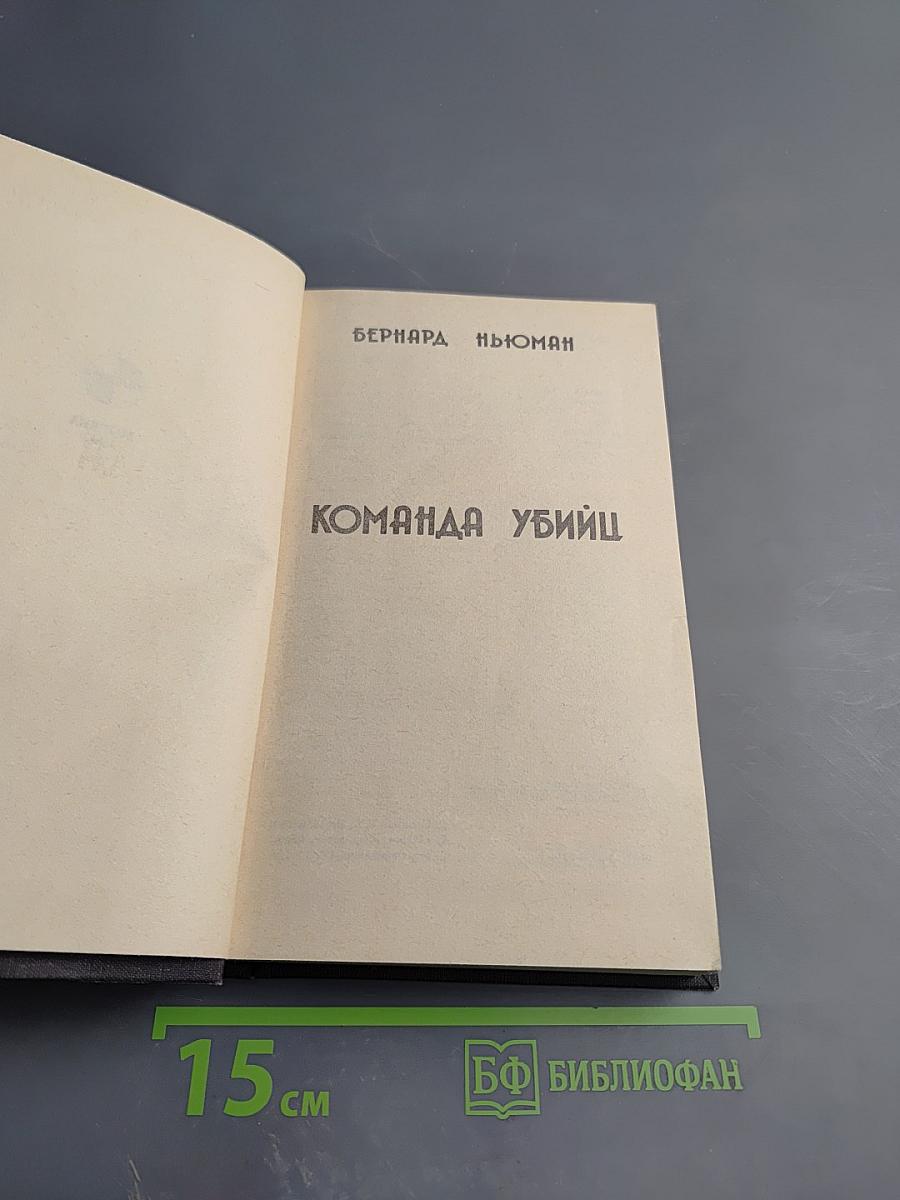 БЕРНАРД НЬЮМАН
КОМАНДА УБИЙЦ
15 см
БФ БИБЛИОФАН